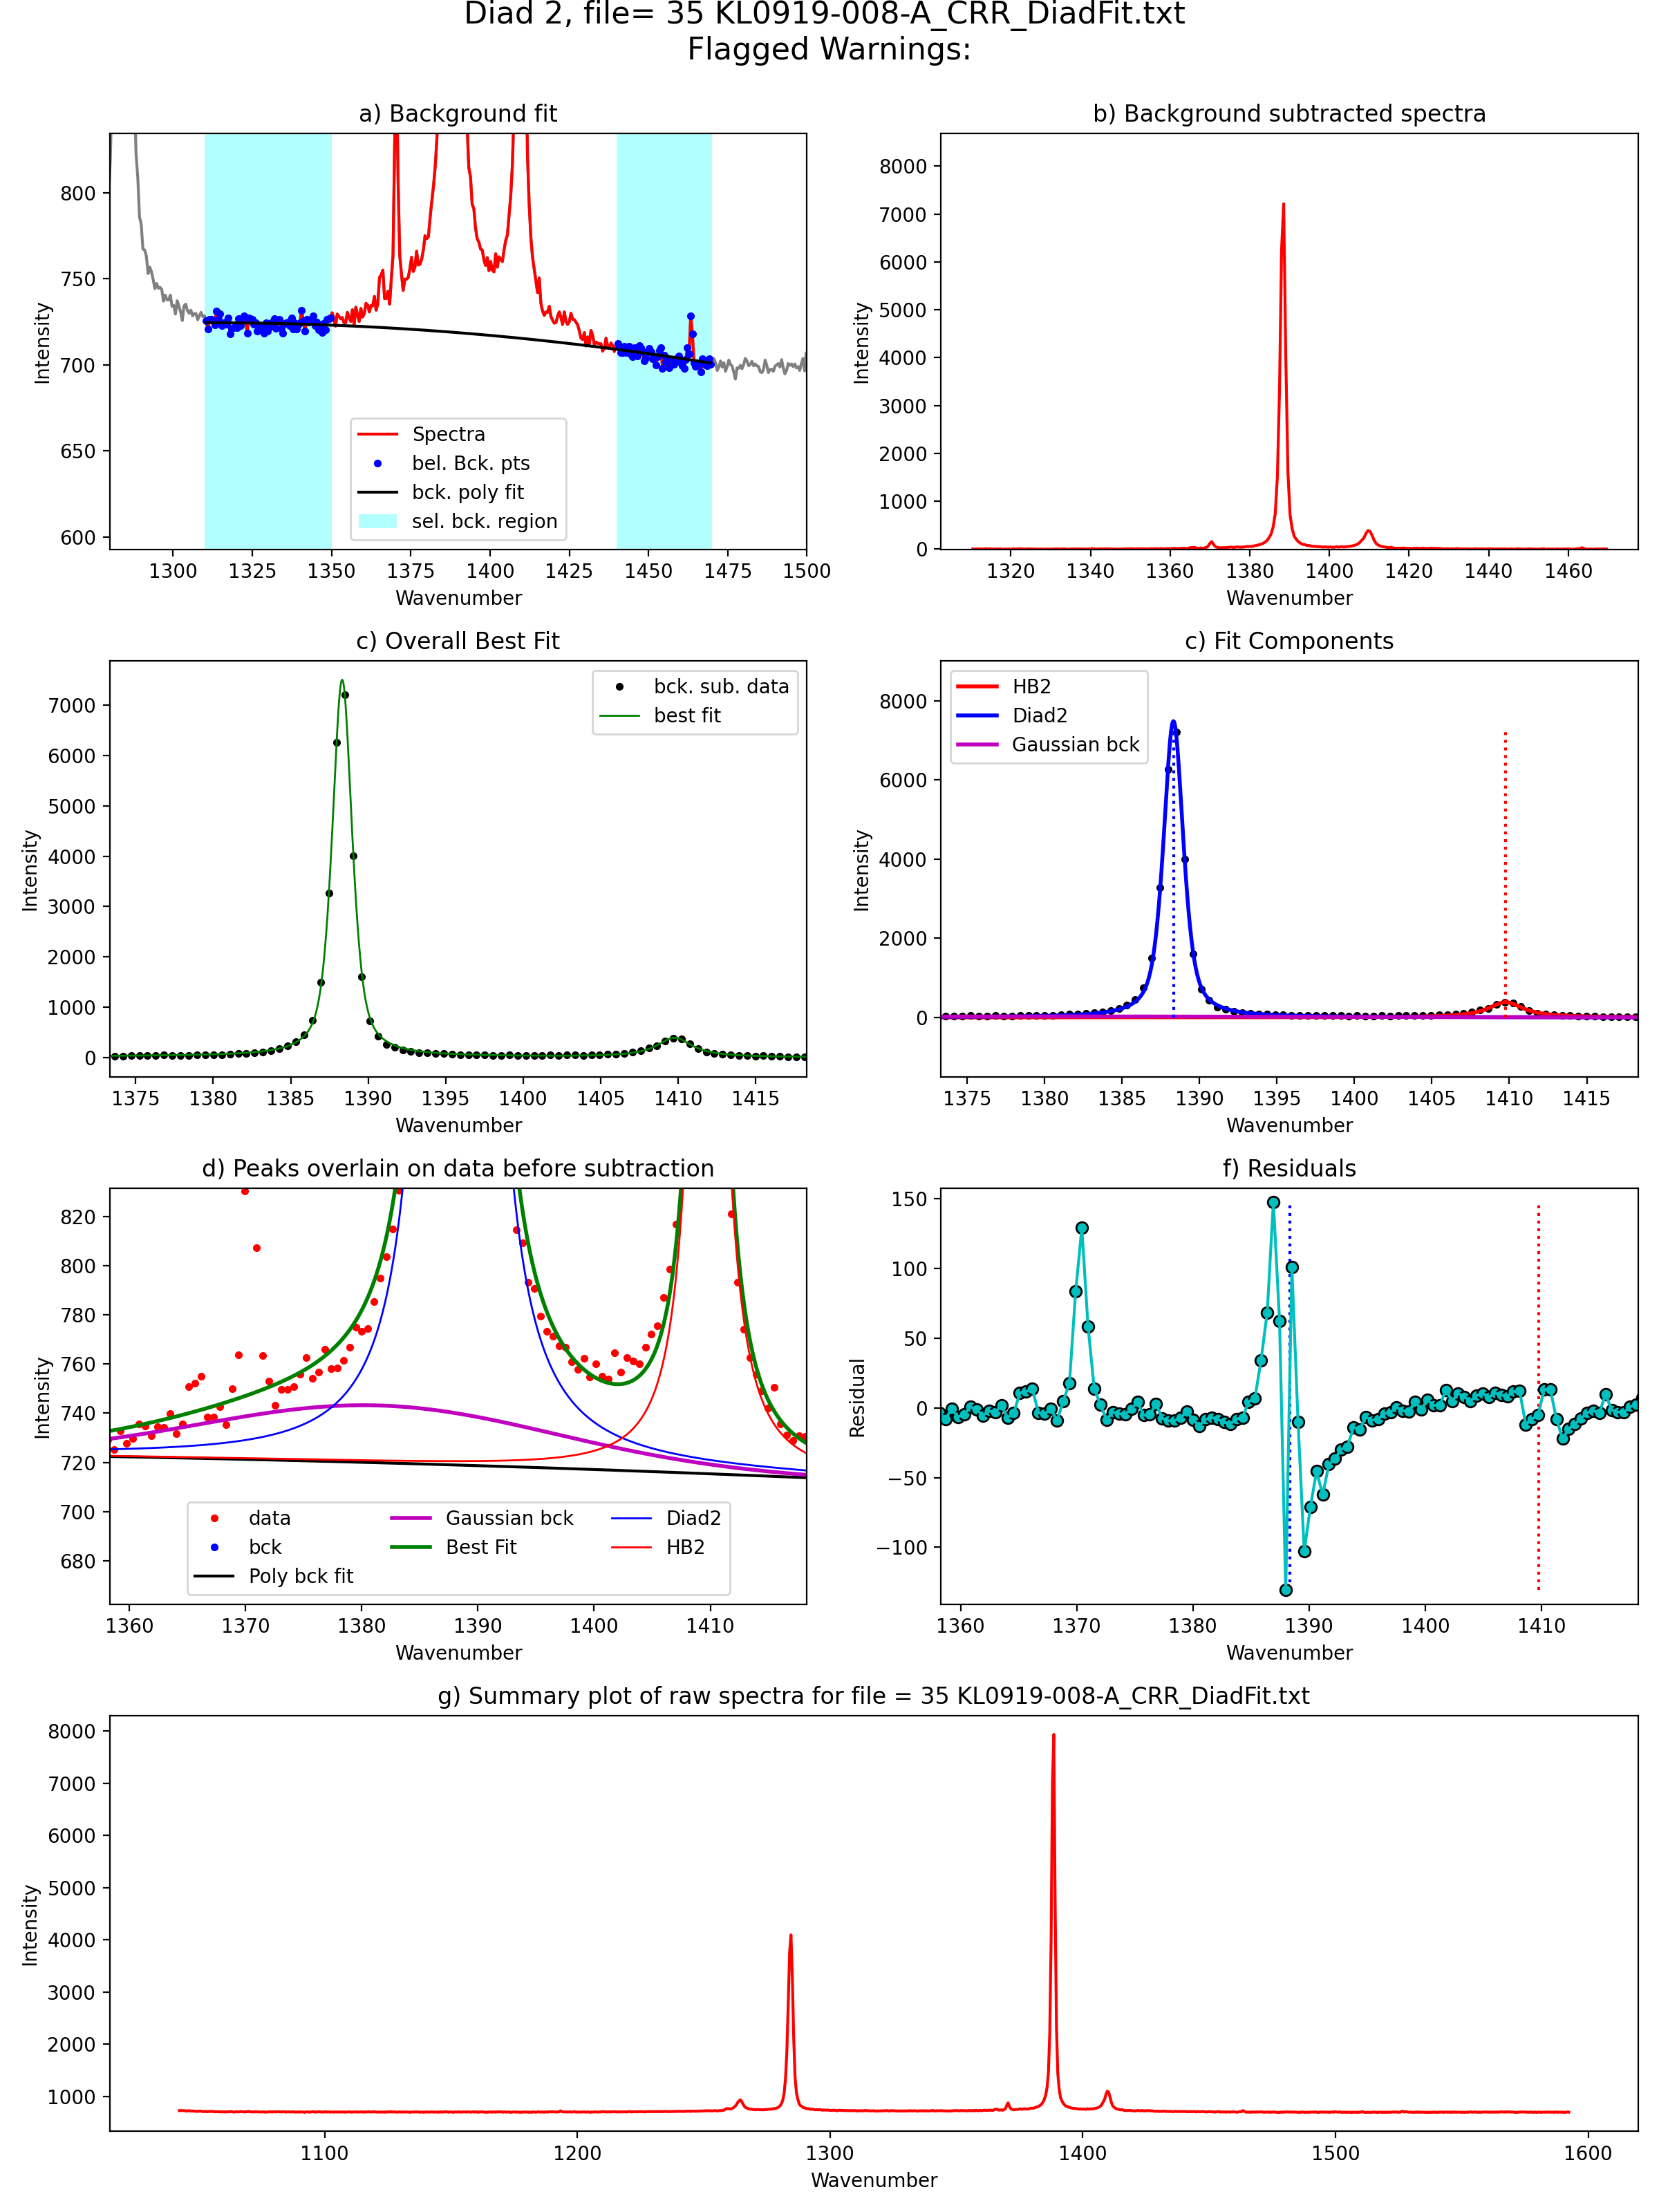 Diad 2, file= 35 KL0919-008-A_CRR_DiadFit.txt
Flagged Warnings:
a) Background fit
Intensity
800
750
700
650
600
Spectra
bel. Bck. pts
bck. poly fit
sel. bck. region
1300 1325 1350 1375 1400 1425 1450 1475 1500
Wavenumber
b) Background subtracted spectra
Intensity
8000
7000
6000
5000
4000
3000
2000
1000
0
1320 1340 1360 1380 1400 1420 1440 1460
Wavenumber
c) Overall Best Fit
Intensity
7000
6000
5000
4000
3000
2000
1000
0
bck. sub. data
best fit
1375 1380 1385 1390 1395 1400 1405 1410 1415
Wavenumber
c) Fit Components
Intensity
8000
6000
4000
2000
0
HB2
Diad2
Gaussian bck
1375 1380 1385 1390 1395 1400 1405 1410 1415
Wavenumber
d) Peaks overlain on data before subtraction
Intensity
820
800
780
760
740
720
700
680
data
bck
Poly bck fit
Gaussian bck
Best Fit
Diad2
HB2
1360 1370 1380 1390 1400 1410
Wavenumber
f) Residuals
Residual
150
100
50
0
−50
−100
1360 1370 1380 1390 1400 1410
Wavenumber
g) Summary plot of raw spectra for file = 35 KL0919-008-A_CRR_DiadFit.txt
Intensity
8000
7000
6000
5000
4000
3000
2000
1000
1100 1200 1300 1400 1500 1600
Wavenumber